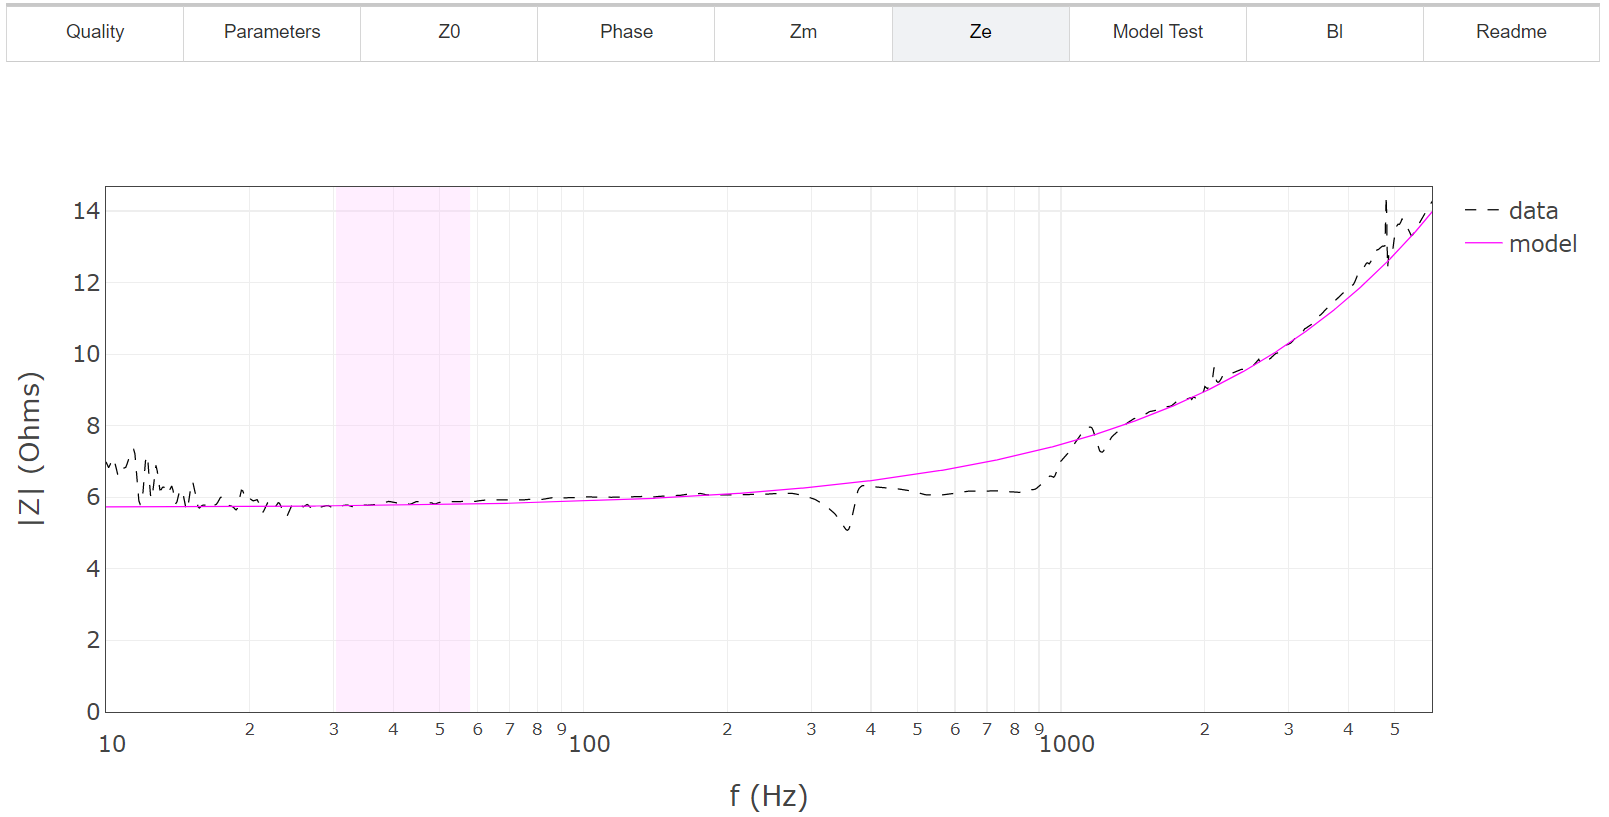 Quality Parameters Z0 Phase Zm Ze Model Test Bl Readme
14
12
10
8
6
4
2
0
|Z| (Ohms)
data
model
2 3 4 5 6 7 8 9 2 3 4 5 6 7 8 9 2 3 4 5
10 100 1000
f (Hz)